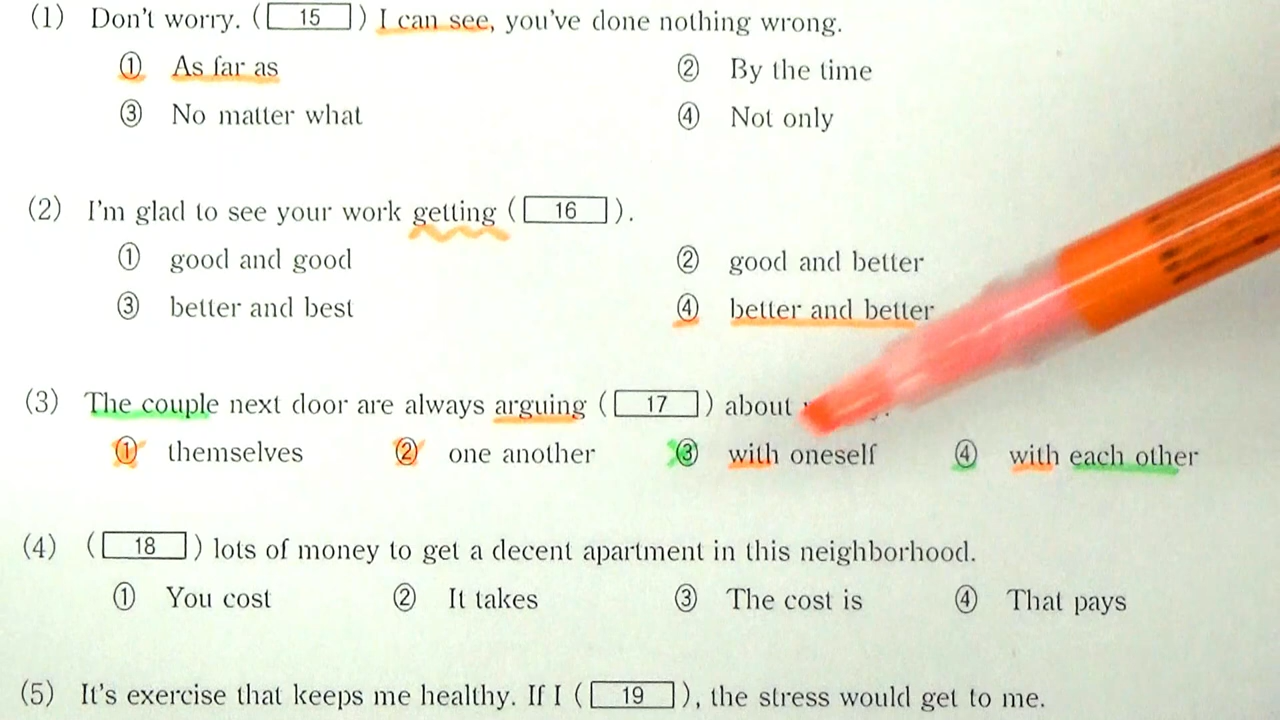 (1) Don't worry. ( 15 ) I can see, you've done nothing wrong.
① As far as ② By the time
③ No matter what ④ Not only
(2) I'm glad to see your work getting ( 16 ).
① good and good ② good and better
③ better and best ④ better and better
(3) The couple next door are always arguing ( 17 ) about
① themselves ② one another ③ with oneself ④ with each other
(4) ( 18 ) lots of money to get a decent apartment in this neighborhood.
① You cost ② It takes ③ The cost is ④ That pays
(5) It's exercise that keeps me healthy. If I ( 19 ), the stress would get to me.